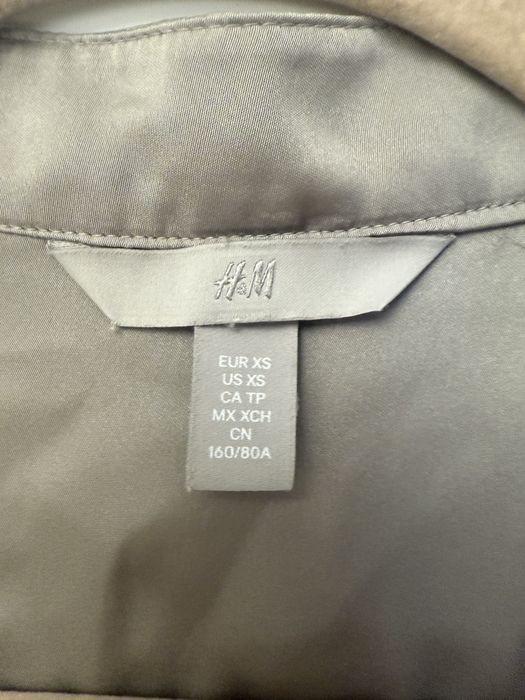 H&M
EUR XS
US XS
CA TP
MX XCH
CN
160/80A